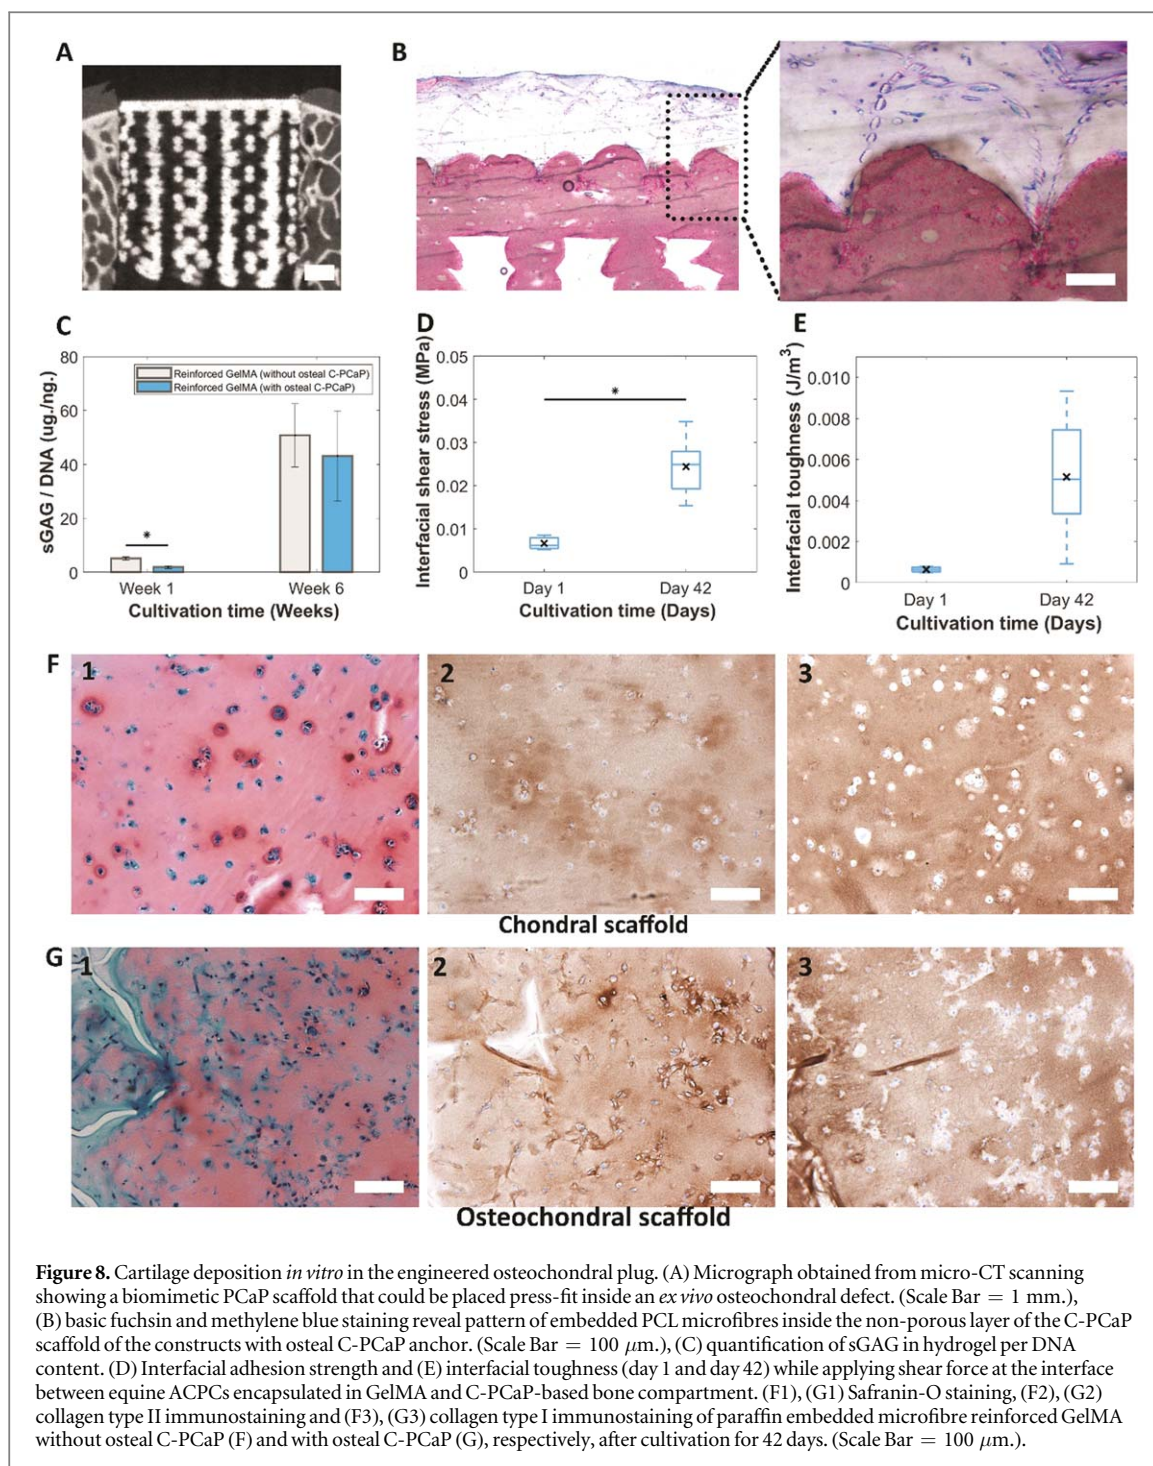 A
B
C
sGAG / DNA (ug./ng.)
80
60
40
20
0
Reinforced GelMA (without osteal C-PCaP)
Reinforced GelMA (with osteal C-PCaP)
*
Week 1
Week 6
Cultivation time (Weeks)
D
Interfacial shear stress (MPa)
0.05
0.04
0.03
0.02
0.01
0
*
Day 1
Day 42
Cultivation time (Days)
E
Interfacial toughness (J/m³)
0.010
0.008
0.006
0.004
0.002
0
Day 1
Day 42
Cultivation time (Days)
F
1
2
3
Chondral scaffold
G
1
2
3
Osteochondral scaffold
Figure 8. Cartilage deposition in vitro in the engineered osteochondral plug. (A) Micrograph obtained from micro-CT scanning
showing a biomimetic PCaP scaffold that could be placed press-fit inside an ex vivo osteochondral defect. (Scale Bar = 1 mm.),
(B) basic fuchsin and methylene blue staining reveal pattern of embedded PCL microfibres inside the non-porous layer of the C-PCaP
scaffold of the constructs with osteal C-PCaP anchor. (Scale Bar = 100 μm.), (C) quantification of sGAG in hydrogel per DNA
content. (D) Interfacial adhesion strength and (E) interfacial toughness (day 1 and day 42) while applying shear force at the interface
between equine ACPCs encapsulated in GelMA and C-PCaP-based bone compartment. (F1), (G1) Safranin-O staining, (F2), (G2)
collagen type II immunostaining and (F3), (G3) collagen type I immunostaining of paraffin embedded microfibre reinforced GelMA
without osteal C-PCaP (F) and with osteal C-PCaP (G), respectively, after cultivation for 42 days. (Scale Bar = 100 μm.).